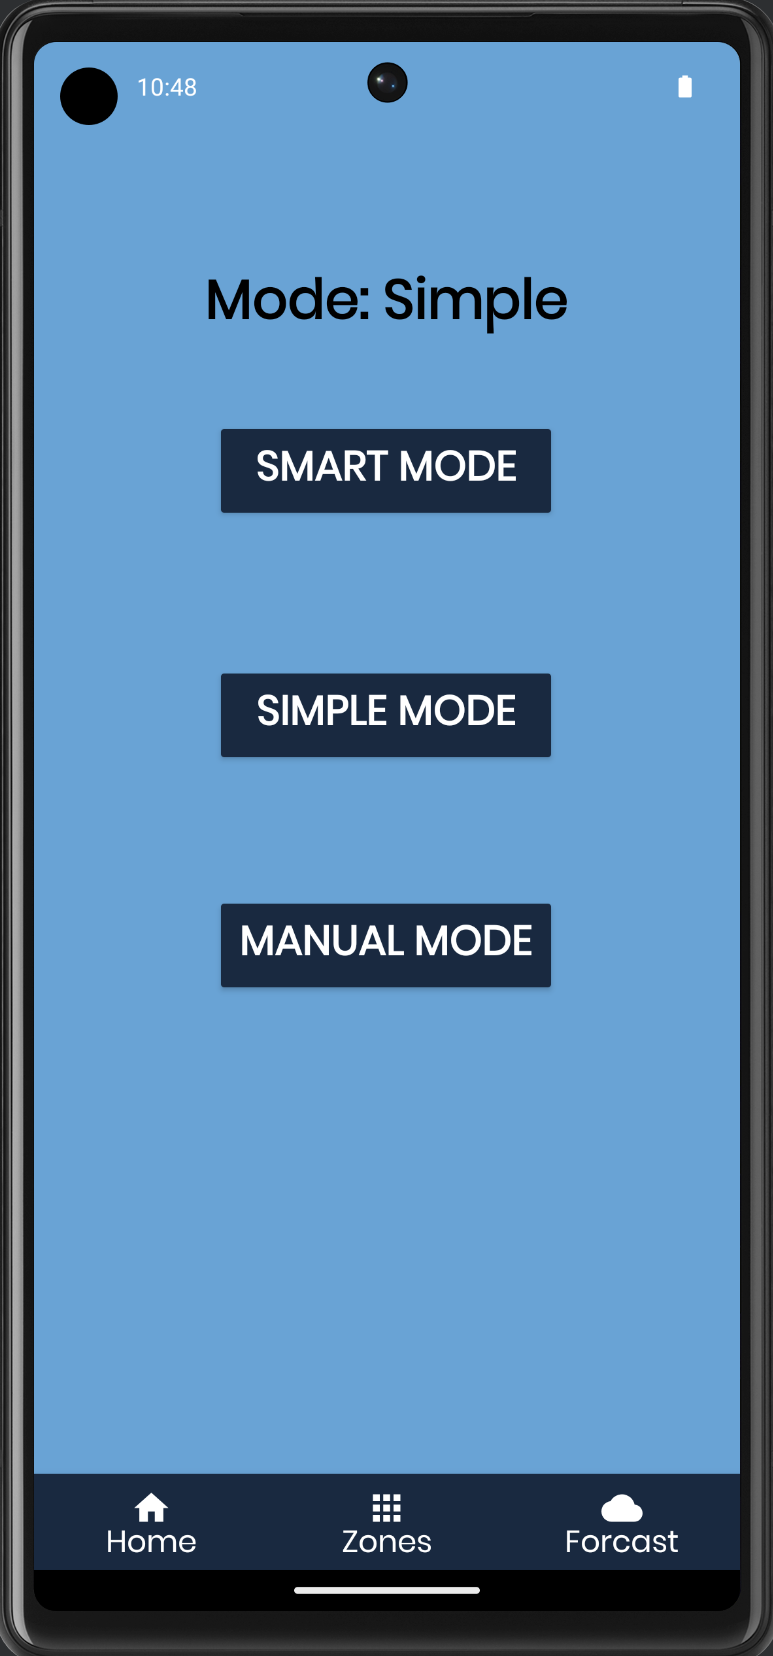 10:48
Mode: Simple
SMART MODE
SIMPLE MODE
MANUAL MODE
Home Zones Forcast